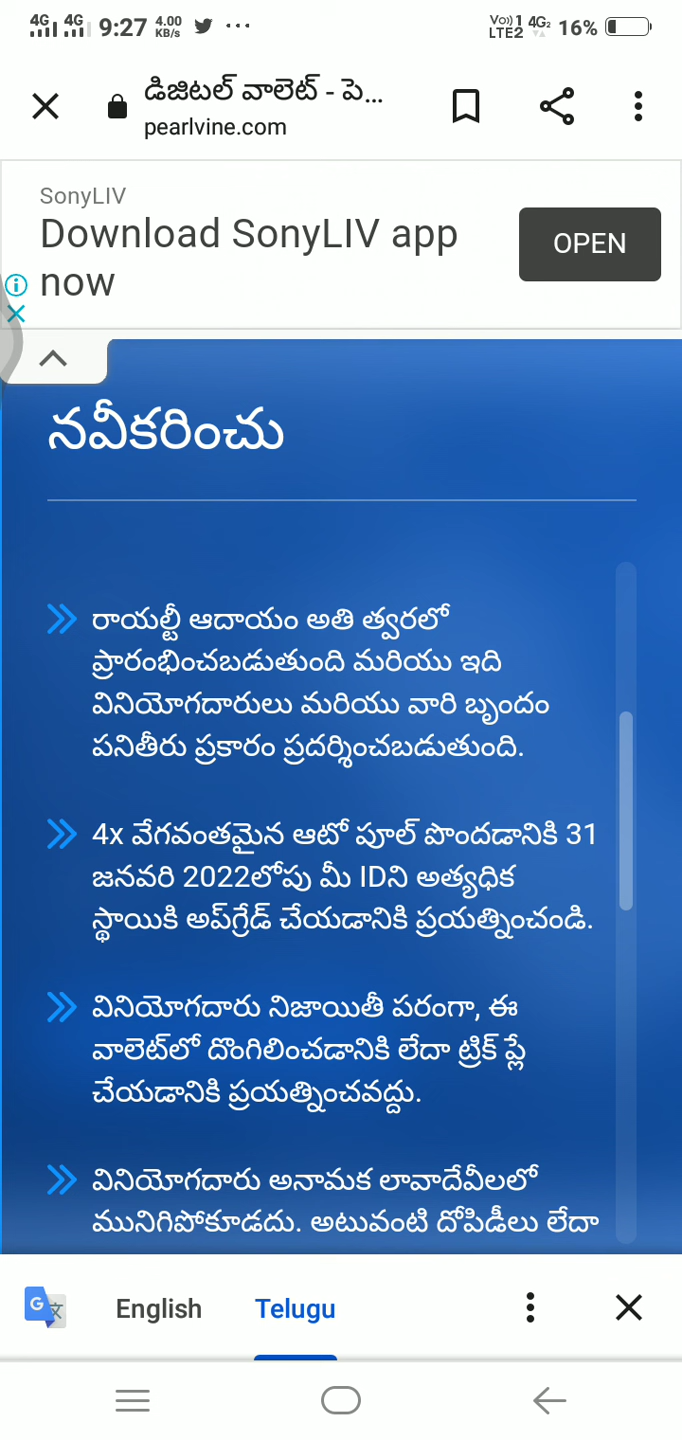 4G 4G 9:27 4.00 KB/s ... Vo)) 1 LTE2 4G2 16%
డిజిటల్ వాలెట్ - పె...
pearlvine.com
SonyLIV
Download SonyLIV app
now
OPEN
నవీకరించు
రాయల్టీ ఆదాయం అతి త్వరలో
ప్రారంభించబడుతుంది మరియు ఇది
వినియోగదారులు మరియు వారి బృందం
పనితీరు ప్రకారం ప్రదర్శించబడుతుంది.
4x వేగవంతమైన ఆటో పూల్ పొందడానికి 31
జనవరి 2022లోపు మీ IDని అత్యధిక
స్థాయికి అప్‌గ్రేడ్ చేయడానికి ప్రయత్నించండి.
వినియోగదారు నిజాయితీ పరంగా, ఈ
వాలెట్‌లో దొంగిలించడానికి లేదా ట్రిక్ ప్లే
చేయడానికి ప్రయత్నించవద్దు.
వినియోగదారు అనామక లావాదేవీలలో
మునిగిపోకూడదు. అటువంటి దోపిడీలు లేదా
English Telugu